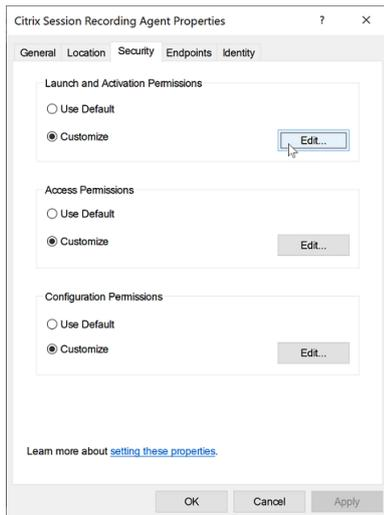 Citrix Session Recording Agent Properties ? ×
General Location Security Endpoints Identity
Launch and Activation Permissions
Use Default
Customize
Edit...
Access Permissions
Use Default
Customize
Edit...
Configuration Permissions
Use Default
Customize
Edit...
Learn more about setting these properties.
OK Cancel Apply